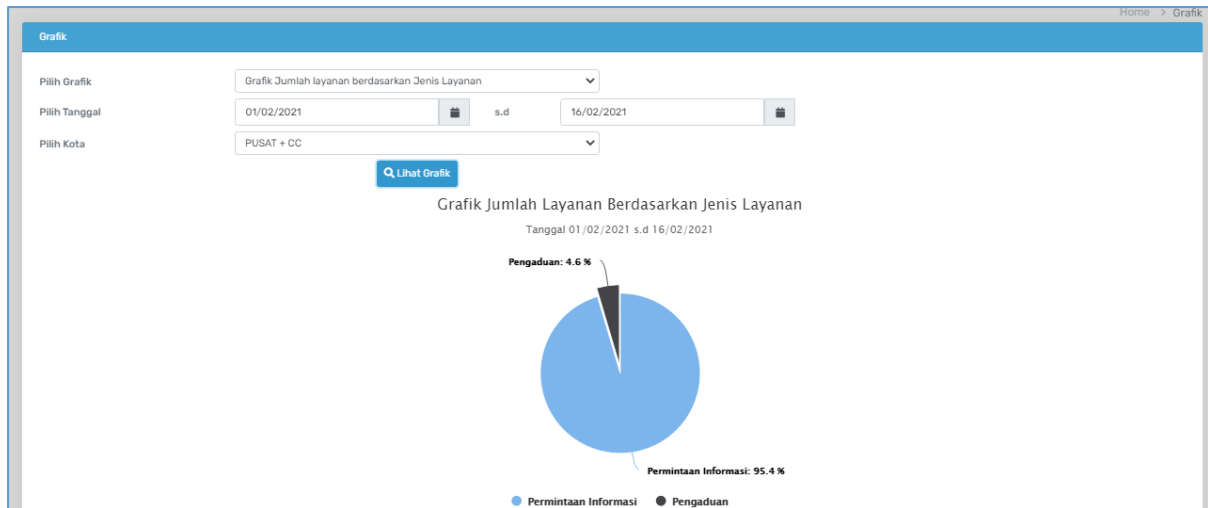 Home > Grafik
Grafik
Pilih Grafik Grafik Jumlah layanan berdasarkan Jenis Layanan
Pilih Tanggal 01/02/2021 s.d 16/02/2021
Pilih Kota PUSAT + CC
Lihat Grafik
Grafik Jumlah Layanan Berdasarkan Jenis Layanan
Tanggal 01/02/2021 s.d 16/02/2021
Pengaduan: 4.6 %
Permintaan Informasi: 95.4 %
Permintaan Informasi Pengaduan